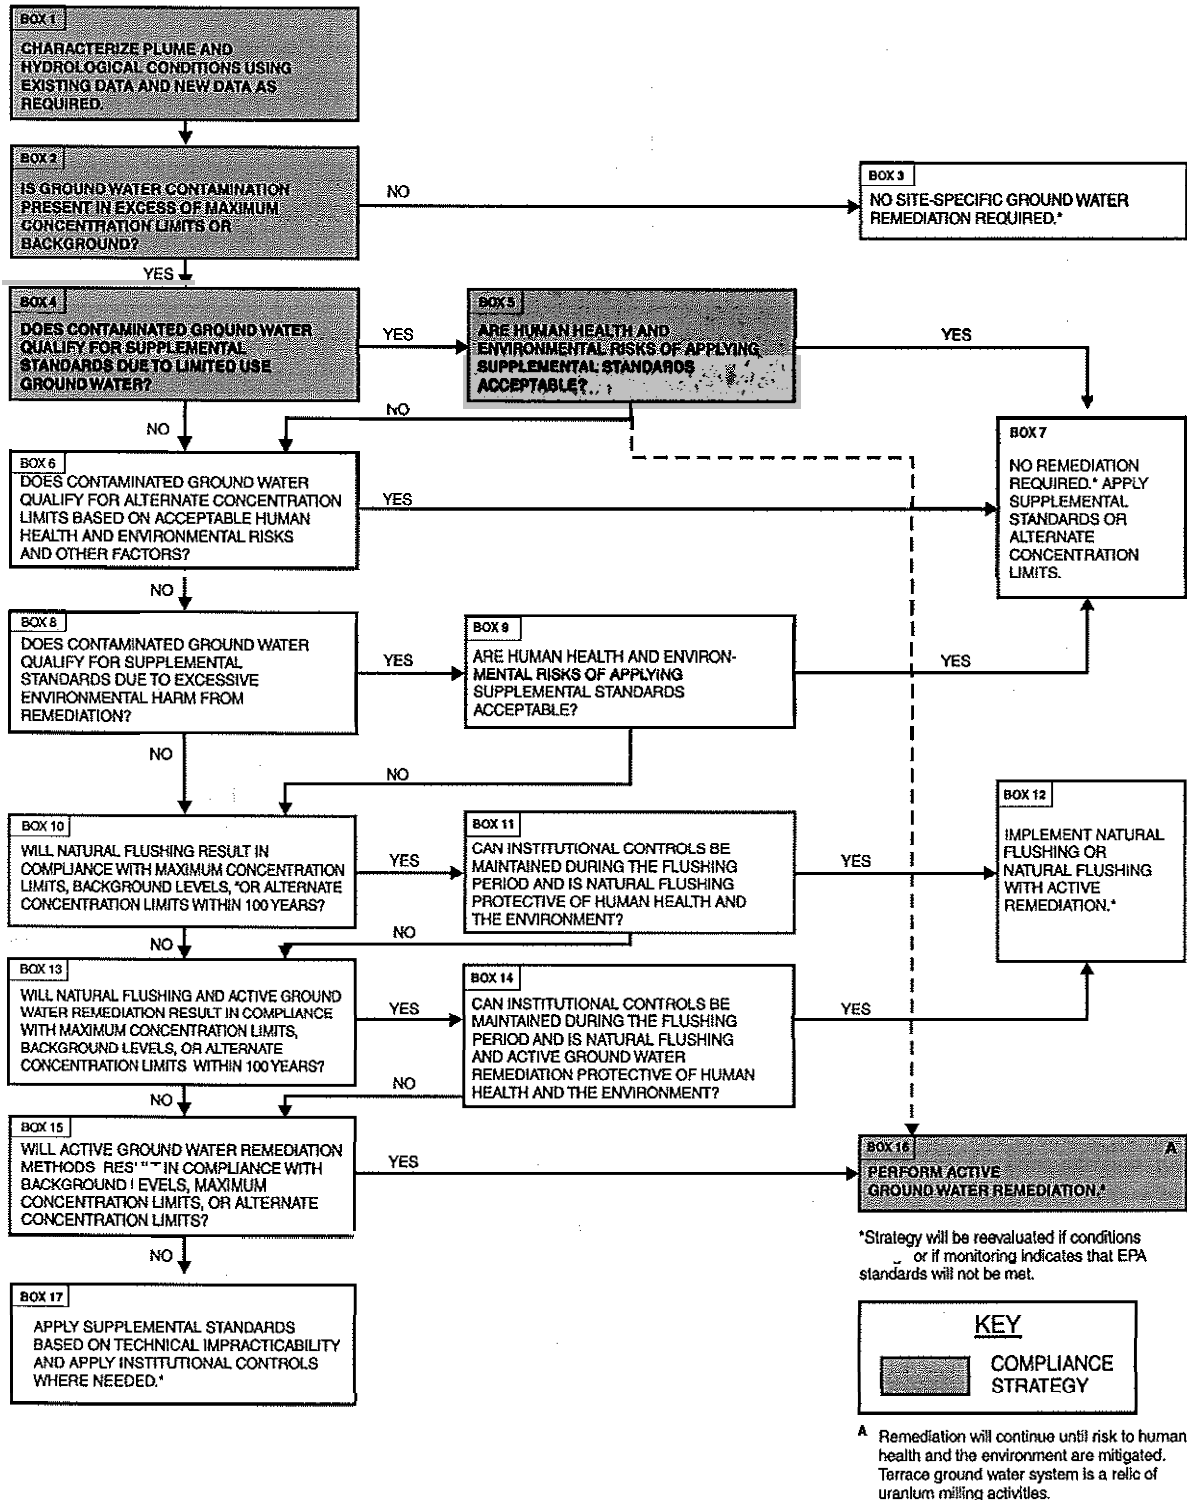 BOX 1
CHARACTERIZE PLUME AND
HYDROLOGICAL CONDITIONS USING
EXISTING DATA AND NEW DATA AS
REQUIRED.
BOX 2
IS GROUND WATER CONTAMINATION
PRESENT IN EXCESS OF MAXIMUM
CONCENTRATION LIMITS OR
BACKGROUND?
NO
BOX 3
NO SITE-SPECIFIC GROUND WATER
REMEDIATION REQUIRED.*
YES
BOX 4
DOES CONTAMINATED GROUND WATER
QUALIFY FOR SUPPLEMENTAL
STANDARDS DUE TO LIMITED USE
GROUND WATER?
YES
BOX 5
ARE HUMAN HEALTH AND
ENVIRONMENTAL RISKS OF APPLYING
SUPPLEMENTAL STANDARDS
ACCEPTABLE?
YES
NO
NO
BOX 6
DOES CONTAMINATED GROUND WATER
QUALIFY FOR ALTERNATE CONCENTRATION
LIMITS BASED ON ACCEPTABLE HUMAN
HEALTH AND ENVIRONMENTAL RISKS
AND OTHER FACTORS?
YES
BOX 7
NO REMEDIATION
REQUIRED.* APPLY
SUPPLEMENTAL
STANDARDS OR
ALTERNATE
CONCENTRATION
LIMITS.
NO
BOX 8
DOES CONTAMINATED GROUND WATER
QUALIFY FOR SUPPLEMENTAL
STANDARDS DUE TO EXCESSIVE
ENVIRONMENTAL HARM FROM
REMEDIATION?
YES
BOX 9
ARE HUMAN HEALTH AND ENVIRON-
MENTAL RISKS OF APPLYING
SUPPLEMENTAL STANDARDS
ACCEPTABLE?
YES
NO
NO
BOX 10
WILL NATURAL FLUSHING RESULT IN
COMPLIANCE WITH MAXIMUM CONCENTRATION
LIMITS, BACKGROUND LEVELS, *OR ALTERNATE
CONCENTRATION LIMITS WITHIN 100 YEARS?
YES
BOX 11
CAN INSTITUTIONAL CONTROLS BE
MAINTAINED DURING THE FLUSHING
PERIOD AND IS NATURAL FLUSHING
PROTECTIVE OF HUMAN HEALTH AND
THE ENVIRONMENT?
YES
BOX 12
IMPLEMENT NATURAL
FLUSHING OR
NATURAL FLUSHING
WITH ACTIVE
REMEDIATION.*
NO
NO
BOX 13
WILL NATURAL FLUSHING AND ACTIVE GROUND
WATER REMEDIATION RESULT IN COMPLIANCE
WITH MAXIMUM CONCENTRATION LIMITS,
BACKGROUND LEVELS, OR ALTERNATE
CONCENTRATION LIMITS WITHIN 100 YEARS?
YES
BOX 14
CAN INSTITUTIONAL CONTROLS BE
MAINTAINED DURING THE FLUSHING
PERIOD AND IS NATURAL FLUSHING
AND ACTIVE GROUND WATER
REMEDIATION PROTECTIVE OF HUMAN
HEALTH AND THE ENVIRONMENT?
YES
NO
NO
BOX 15
WILL ACTIVE GROUND WATER REMEDIATION
METHODS IN COMPLIANCE WITH
BACKGROUND LEVELS, MAXIMUM
CONCENTRATION LIMITS, OR ALTERNATE
CONCENTRATION LIMITS?
YES
BOX 16 A
PERFORM ACTIVE
GROUND WATER REMEDIATION.*
*Strategy will be reevaluated if conditions
or if monitoring indicates that EPA
standards will not be met.
NO
BOX 17
APPLY SUPPLEMENTAL STANDARDS
BASED ON TECHNICAL IMPRACTICABILITY
AND APPLY INSTITUTIONAL CONTROLS
WHERE NEEDED.*
KEY
COMPLIANCE
STRATEGY
A Remediation will continue until risk to human
health and the environment are mitigated.
Terrace ground water system is a relic of
uranium milling activities.